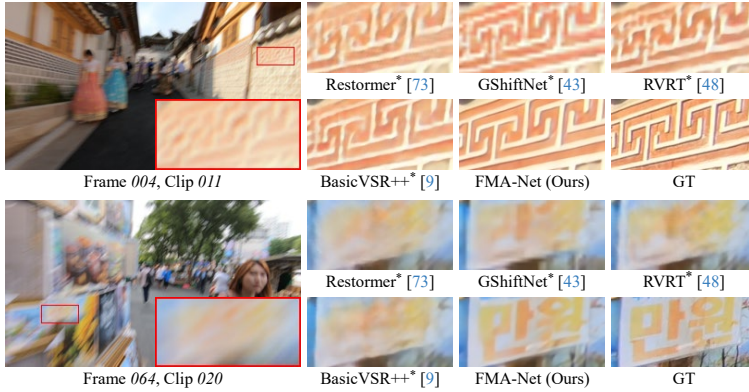 Restormer* [73]
GShiftNet* [43]
RVRT* [48]
Frame 004, Clip 011
BasicVSR++* [9]
FMA-Net (Ours)
GT
Restormer* [73]
GShiftNet* [43]
RVRT* [48]
만원
만원
Frame 064, Clip 020
BasicVSR++* [9]
FMA-Net (Ours)
GT